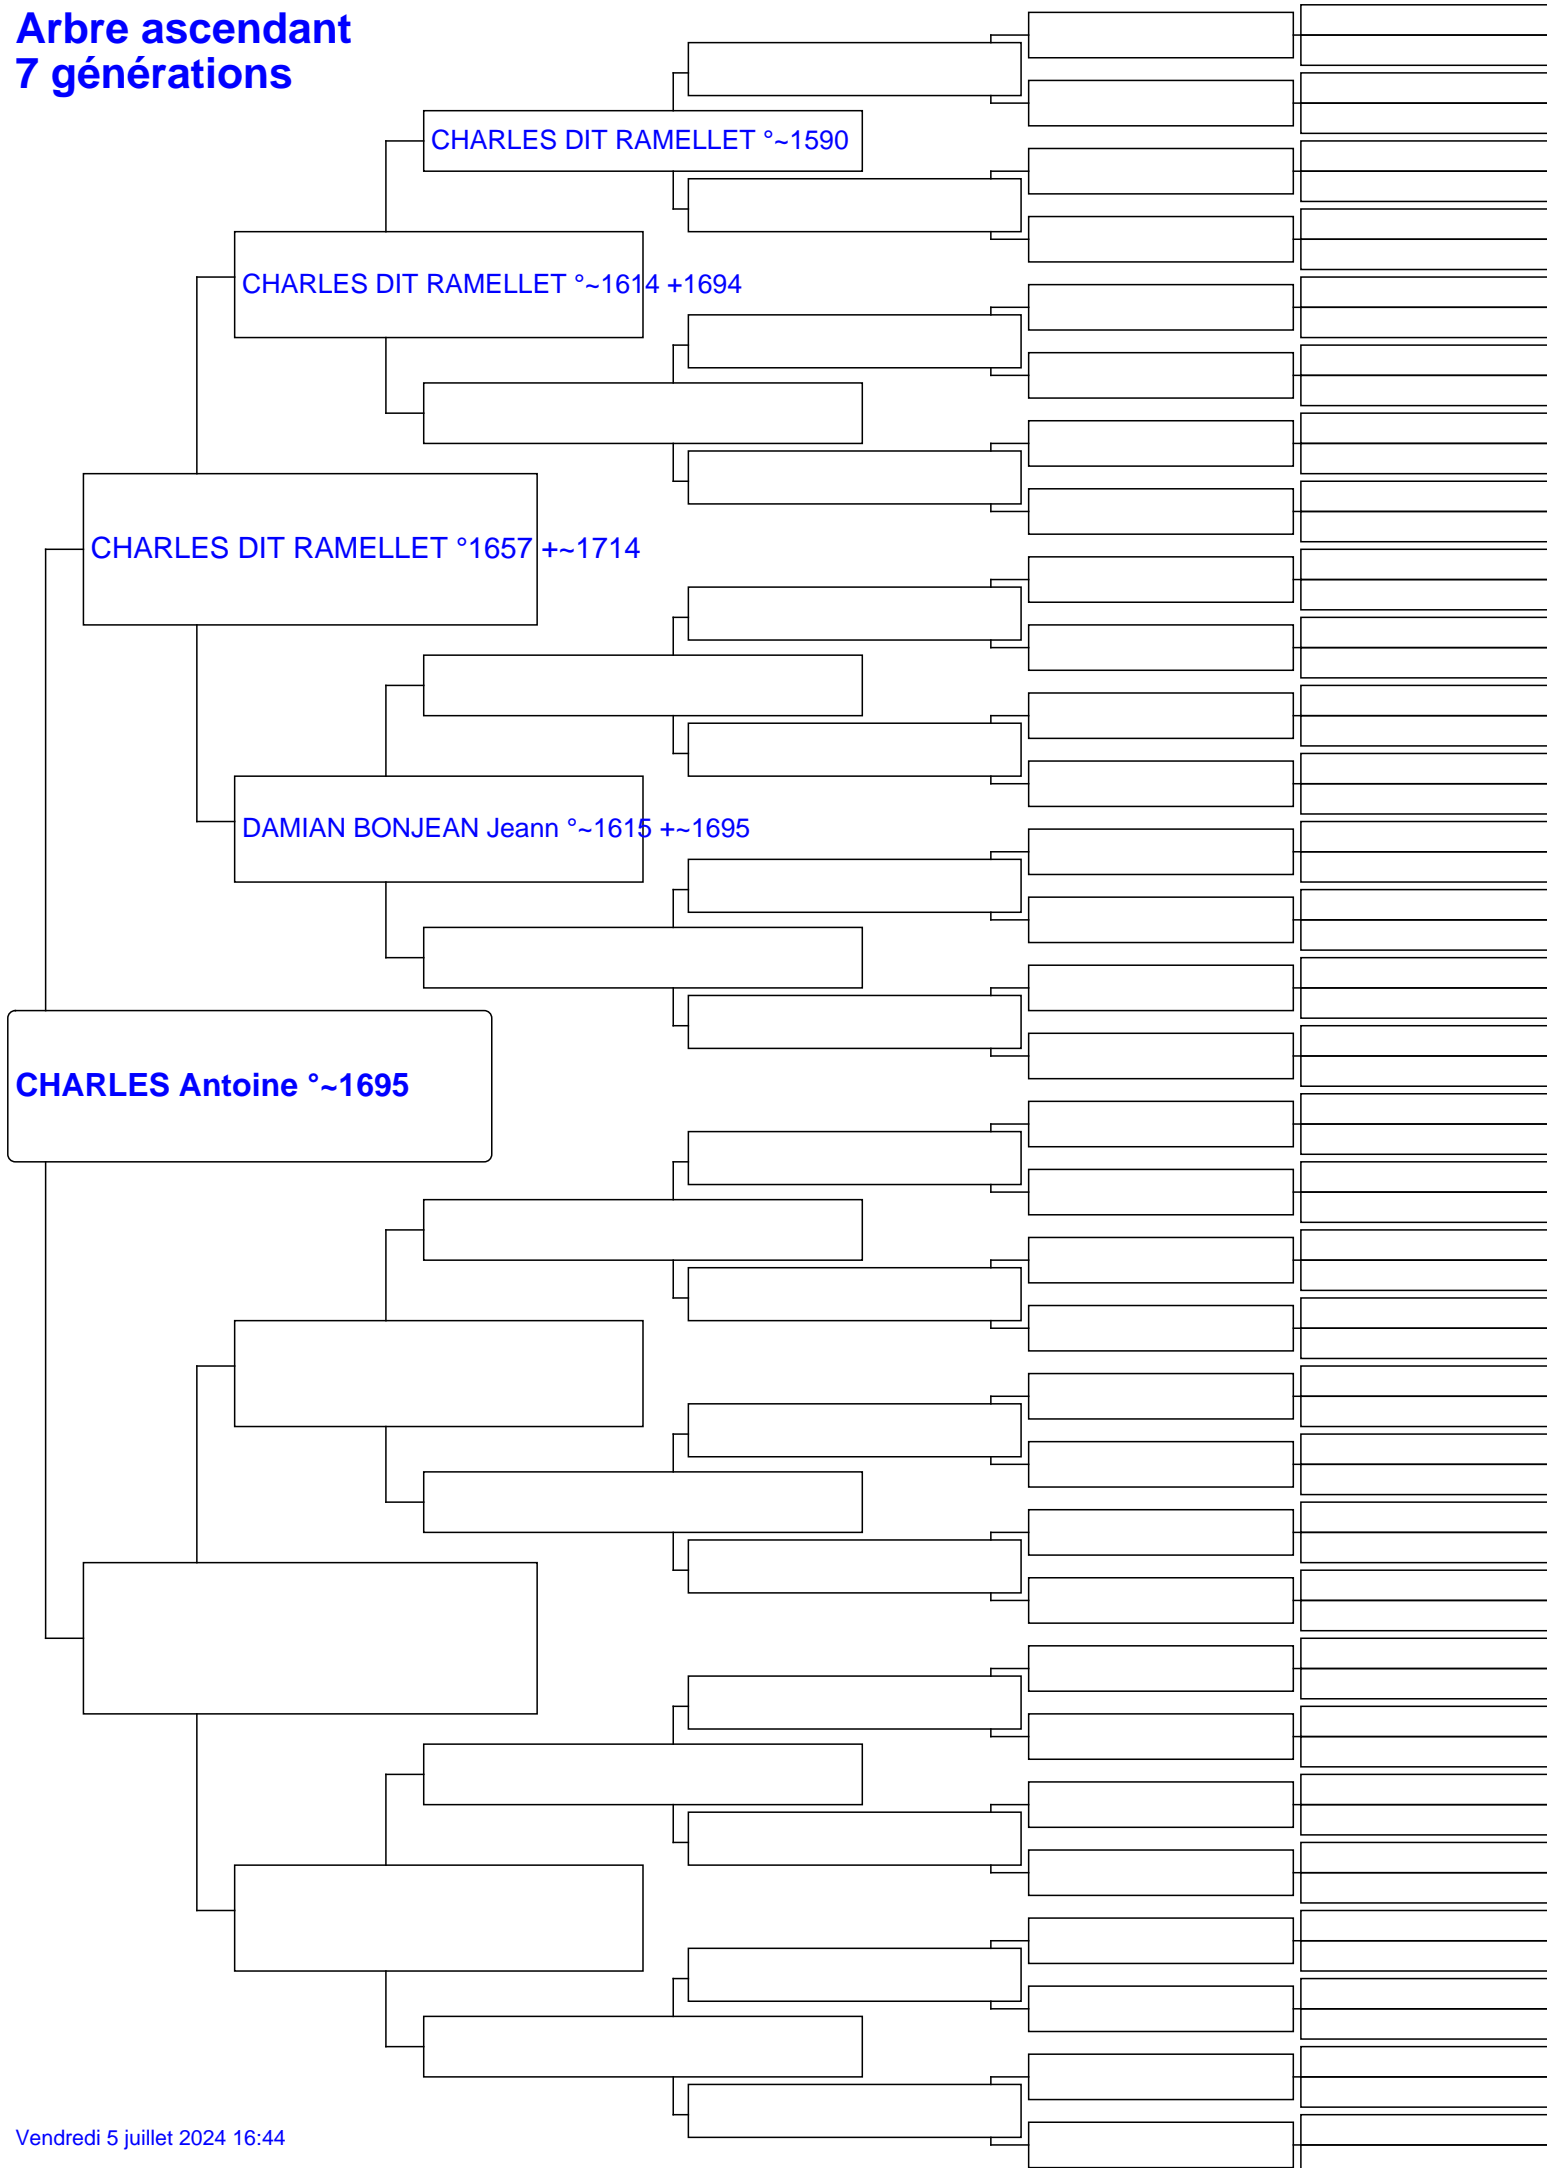 Arbre ascendant
7 générations
CHARLES DIT RAMELLET °~1590
CHARLES DIT RAMELLET °~1614 +1694
CHARLES DIT RAMELLET °1657 +~1714
DAMIAN BONJEAN Jeann °~1615 +~1695
CHARLES Antoine °~1695
Vendredi 5 juillet 2024 16:44